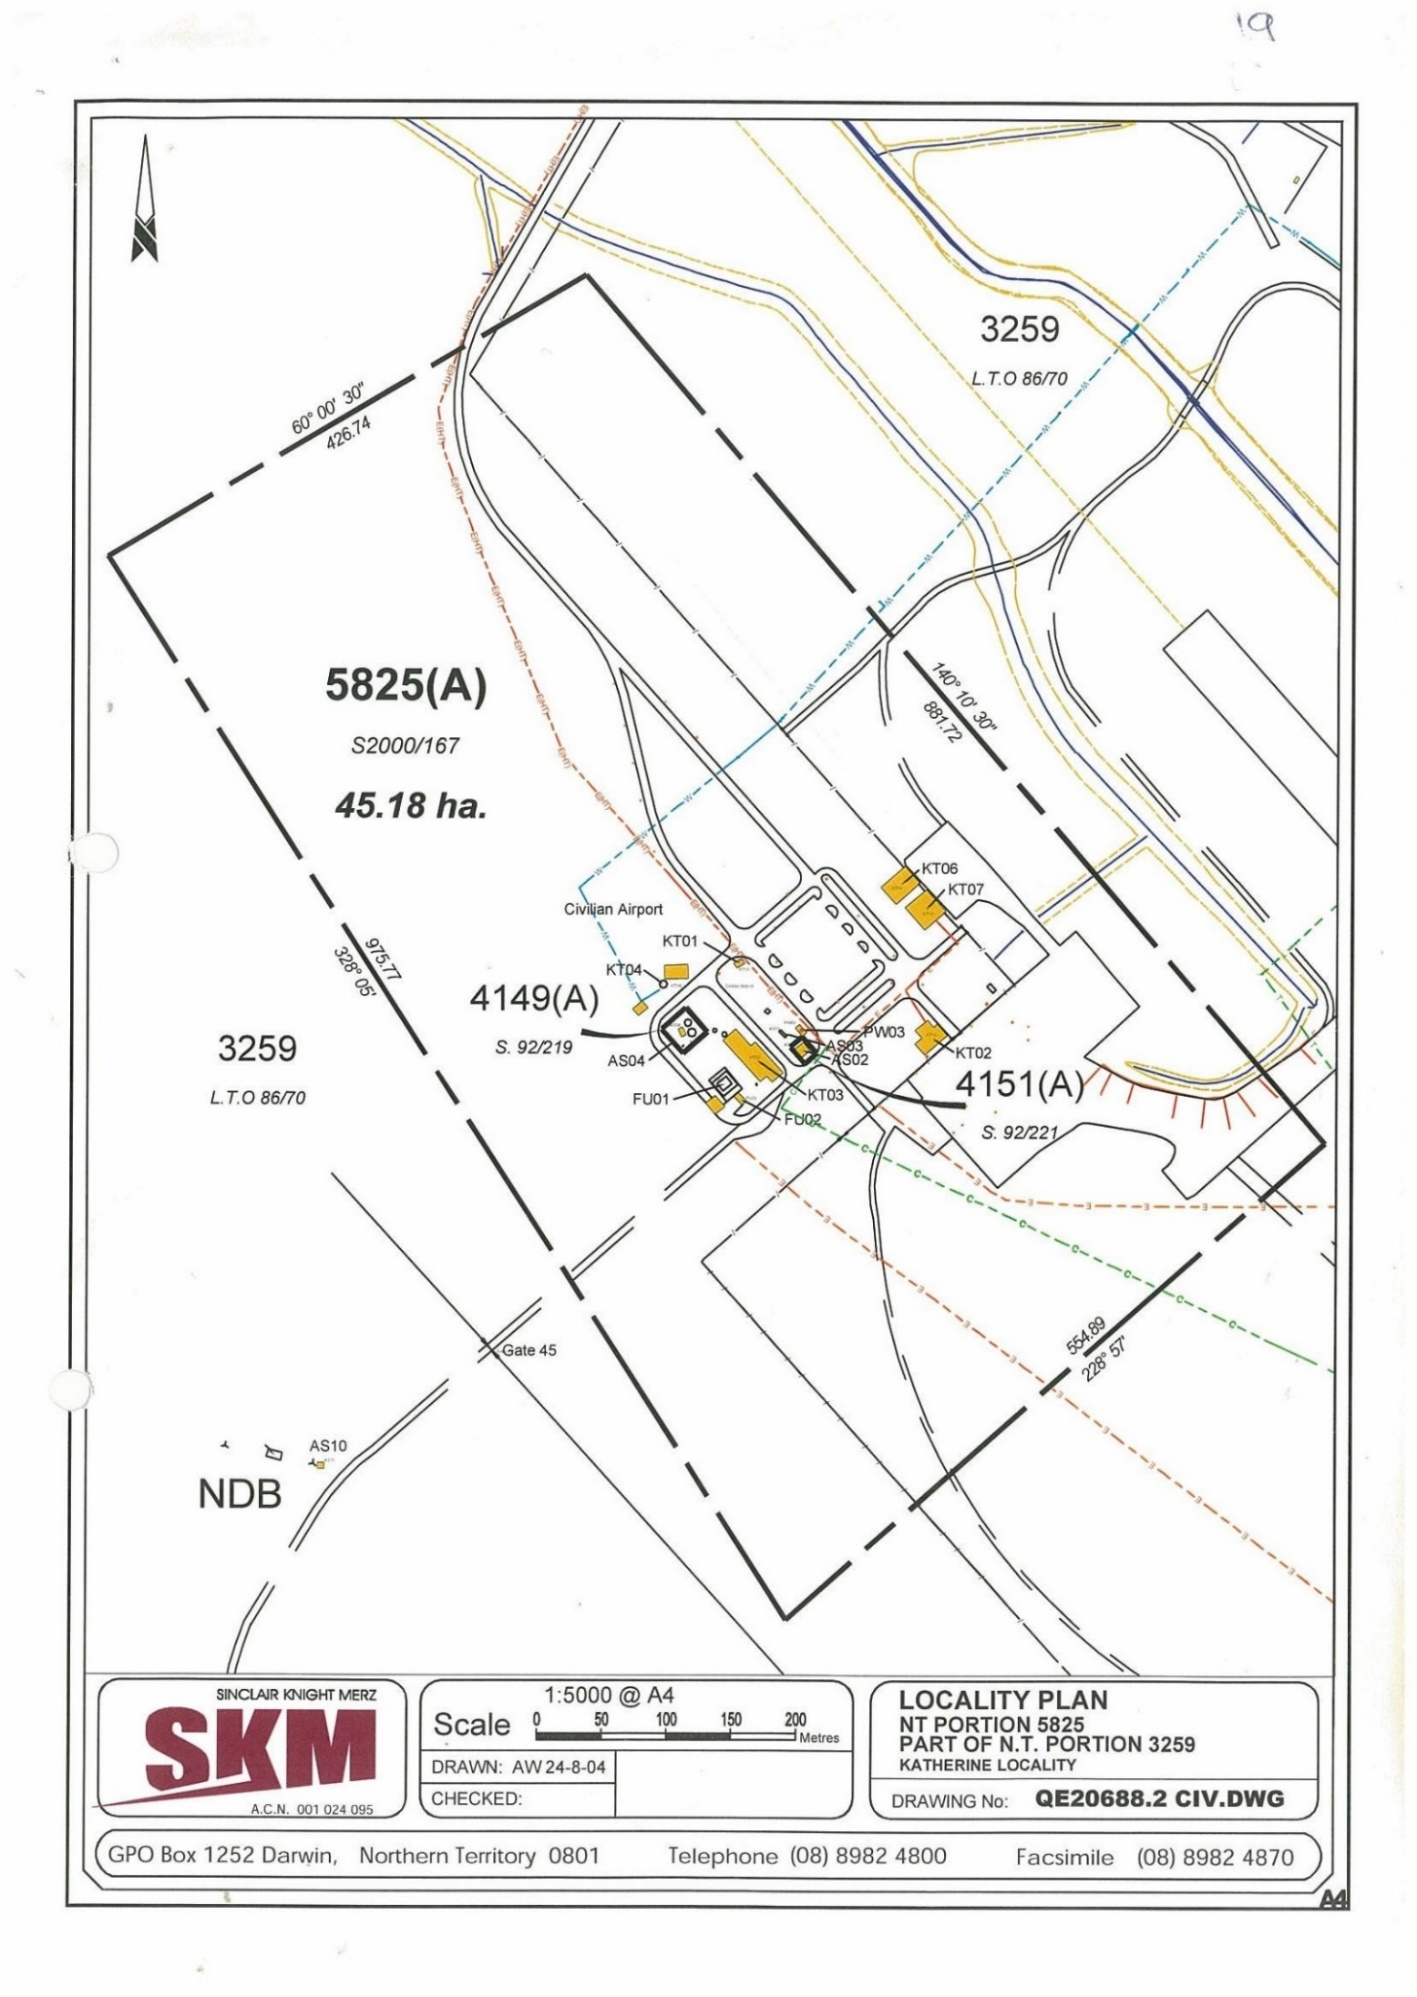 19
3259
L.T.O 86/70
60° 00' 30"
426.74
5825(A)
S2000/167
45.18 ha.
140° 10' 30"
881.72
KT06
KT07
Civilian Airport
KT01
KT04
4149(A)
S. 92/219
975.77
328° 05'
3259
L.T.O 86/70
PW03
AS03
AS02
KT02
AS04
4151(A)
S. 92/221
KT03
FU01
FU02
554.89
228° 57'
Gate 45
AS10
NDB
SINCLAIR KNIGHT MERZ
SKM
A.C.N. 001 024 095
1:5000 @ A4
Scale 0 50 100 150 200 Metres
DRAWN: AW 24-8-04
CHECKED:
LOCALITY PLAN
NT PORTION 5825
PART OF N.T. PORTION 3259
KATHERINE LOCALITY
DRAWING No: QE20688.2 CIV.DWG
GPO Box 1252 Darwin, Northern Territory 0801 Telephone (08) 8982 4800 Facsimile (08) 8982 4870
A4